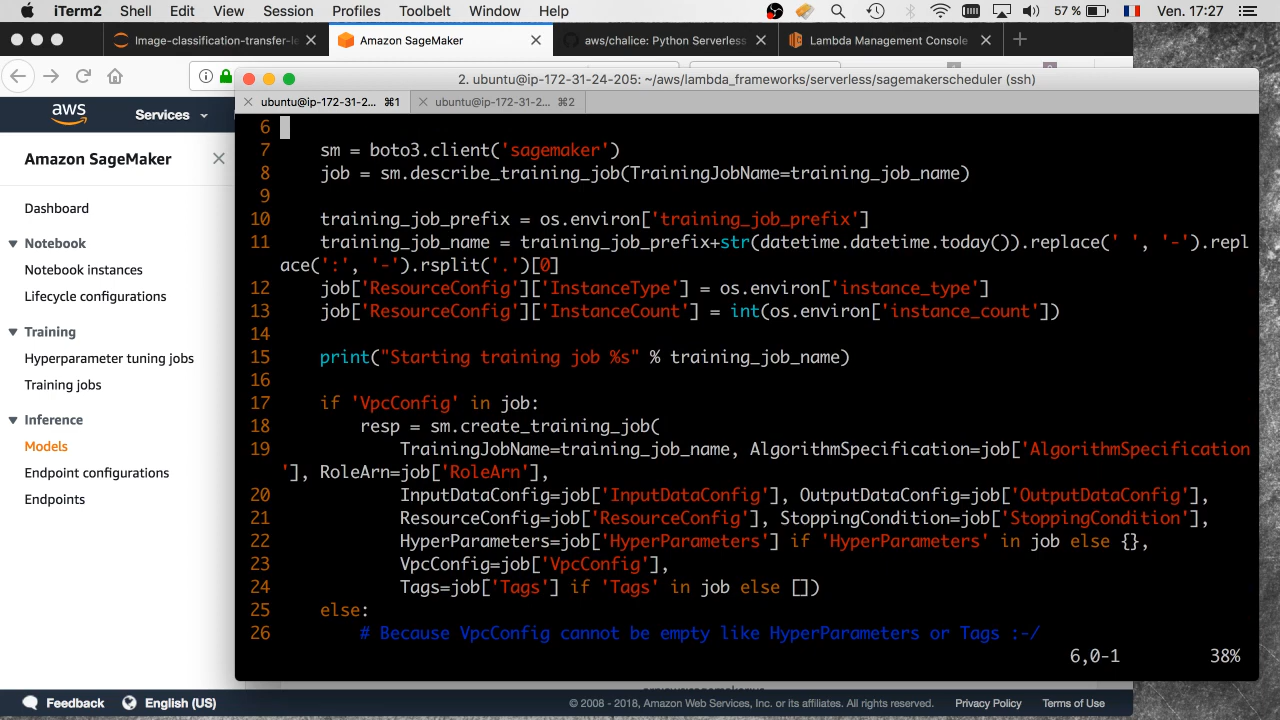 iTerm2 Shell Edit View Session Profiles Toolbelt Window Help 57 % Ven. 17:27
Image-classification-transfer-le
Amazon SageMaker
aws/chalice: Python Serverless
Lambda Management Console
2. ubuntu@ip-172-31-24-205: ~/aws/lambda_frameworks/serverless/sagemakerscheduler (ssh)
ubuntu@ip-172-31-2... ⌘1
ubuntu@ip-172-31-2... ⌘2
aws
Services
Amazon SageMaker
Dashboard
Notebook
Notebook instances
Lifecycle configurations
Training
Hyperparameter tuning jobs
Training jobs
Inference
Models
Endpoint configurations
Endpoints
6
7     sm = boto3.client('sagemaker')
8     job = sm.describe_training_job(TrainingJobName=training_job_name)
9
10     training_job_prefix = os.environ['training_job_prefix']
11     training_job_name = training_job_prefix+str(datetime.datetime.today()).replace(' ', '-').repl
ace(':', '-').rsplit('.')[0]
12     job['ResourceConfig']['InstanceType'] = os.environ['instance_type']
13     job['ResourceConfig']['InstanceCount'] = int(os.environ['instance_count'])
14
15     print("Starting training job %s" % training_job_name)
16
17     if 'VpcConfig' in job:
18         resp = sm.create_training_job(
19             TrainingJobName=training_job_name, AlgorithmSpecification=job['AlgorithmSpecification
'], RoleArn=job['RoleArn'],
20             InputDataConfig=job['InputDataConfig'], OutputDataConfig=job['OutputDataConfig'],
21             ResourceConfig=job['ResourceConfig'], StoppingCondition=job['StoppingCondition'],
22             HyperParameters=job['HyperParameters'] if 'HyperParameters' in job else {},
23             VpcConfig=job['VpcConfig'],
24             Tags=job['Tags'] if 'Tags' in job else [])
25     else:
26         # Because VpcConfig cannot be empty like HyperParameters or Tags :-/
6,0-1 38%
Feedback English (US) © 2008 - 2018, Amazon Web Services, Inc. or its affiliates. All rights reserved. Privacy Policy Terms of Use